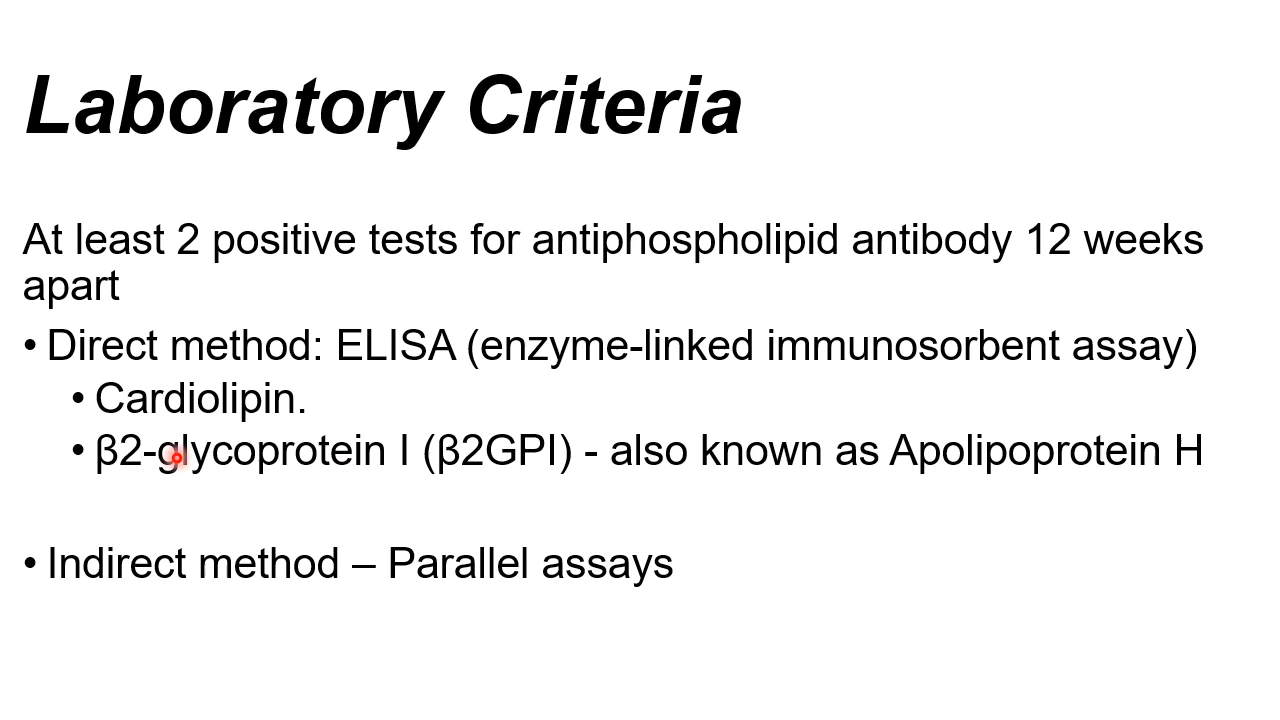 Laboratory Criteria
At least 2 positive tests for antiphospholipid antibody 12 weeks
apart
• Direct method: ELISA (enzyme-linked immunosorbent assay)
• Cardiolipin.
• β2-glycoprotein I (β2GPI) - also known as Apolipoprotein H
• Indirect method – Parallel assays